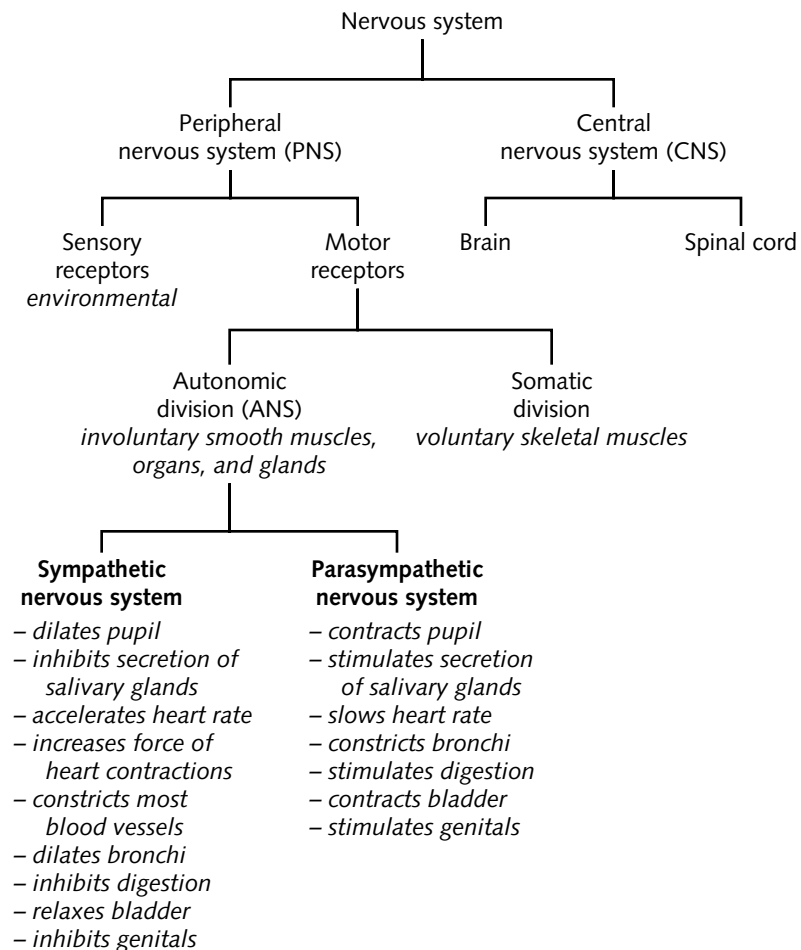 Nervous system
Peripheral
nervous system (PNS)
Central
nervous system (CNS)
Sensory
receptors
environmental
Motor
receptors
Brain
Spinal cord
Autonomic
division (ANS)
involuntary smooth muscles,
organs, and glands
Somatic
division
voluntary skeletal muscles
Sympathetic
nervous system
– dilates pupil
– inhibits secretion of
salivary glands
– accelerates heart rate
– increases force of
heart contractions
– constricts most
blood vessels
– dilates bronchi
– inhibits digestion
– relaxes bladder
– inhibits genitals
Parasympathetic
nervous system
– contracts pupil
– stimulates secretion
of salivary glands
– slows heart rate
– constricts bronchi
– stimulates digestion
– contracts bladder
– stimulates genitals